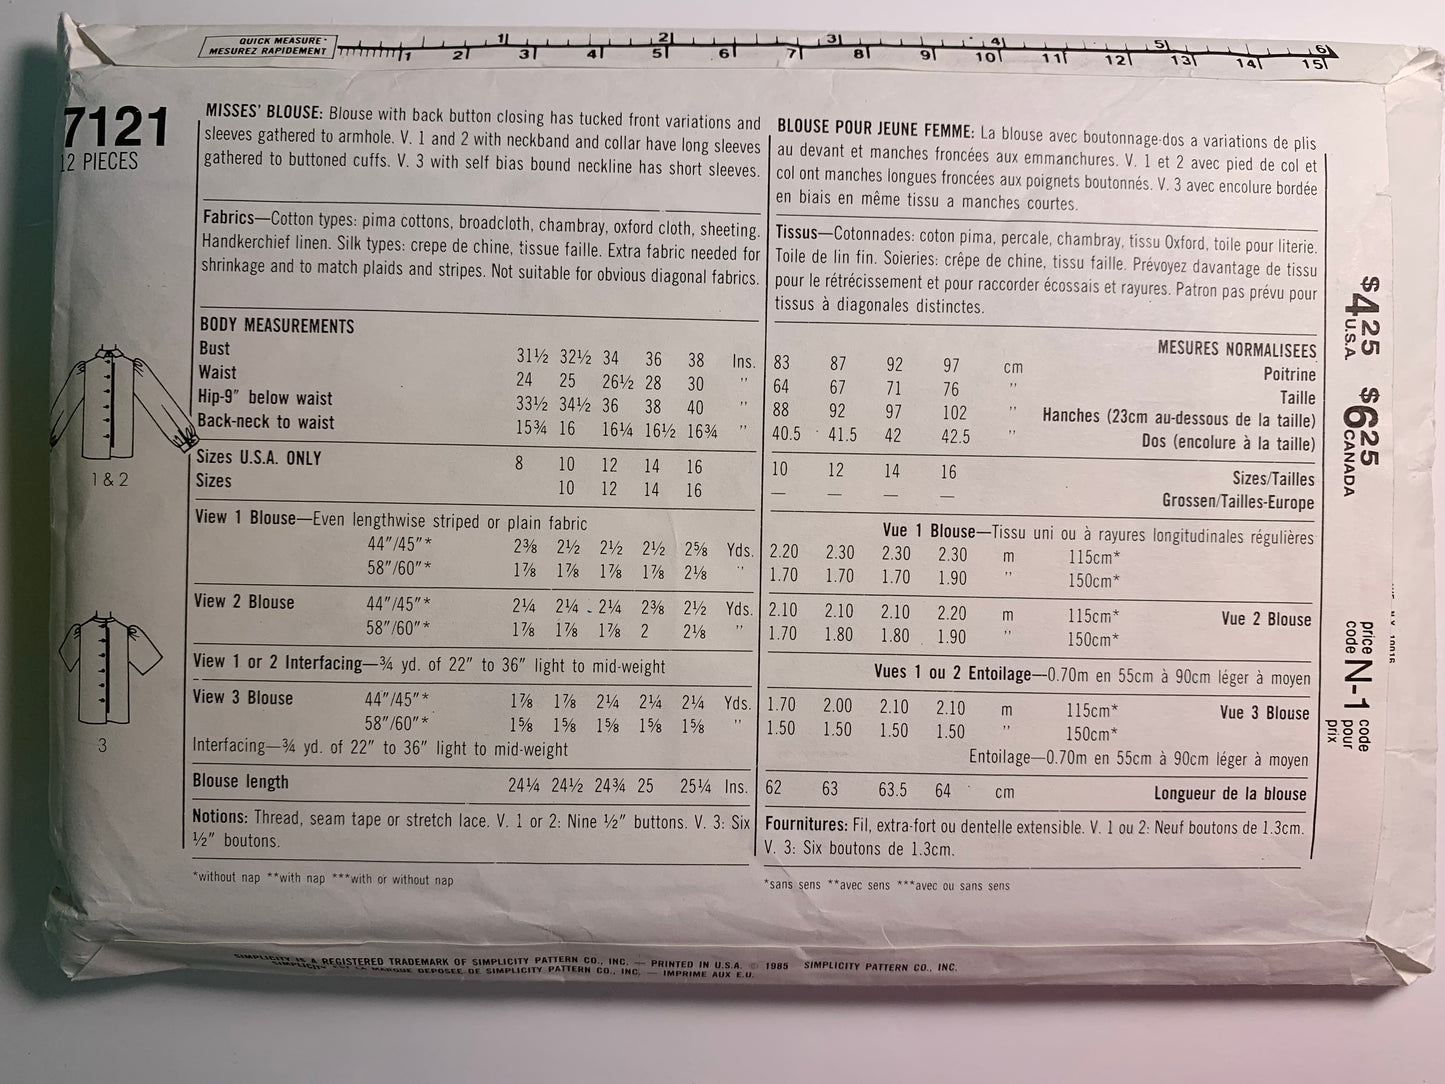 QUICK MEASURE*
MESUREZ RAPIDEMENT
1 2 3 4 5 6
1 2 3 4 5 6 7 8 9 10 11 12 13 14 15
7121
12 PIECES
MISSES' BLOUSE: Blouse with back button closing has tucked front variations and
sleeves gathered to armhole. V. 1 and 2 with neckband and collar have long sleeves
gathered to buttoned cuffs. V. 3 with self bias bound neckline has short sleeves.
Fabrics—Cotton types: pima cottons, broadcloth, chambray, oxford cloth, sheeting.
Handkerchief linen. Silk types: crepe de chine, tissue faille. Extra fabric needed for
shrinkage and to match plaids and stripes. Not suitable for obvious diagonal fabrics.
BODY MEASUREMENTS
Bust 31½ 32½ 34 36 38 Ins.
Waist 24 25 26½ 28 30 "
Hip-9" below waist 33½ 34½ 36 38 40 "
Back-neck to waist 15¾ 16 16¼ 16½ 16¾ "
Sizes U.S.A. ONLY 8 10 12 14 16
Sizes 10 12 14 16
View 1 Blouse—Even lengthwise striped or plain fabric
44"/45"* 2⅜ 2½ 2½ 2½ 2⅝ Yds.
58"/60"* 1⅞ 1⅞ 1⅞ 1⅞ 2⅛ "
View 2 Blouse 44"/45"* 2¼ 2¼ 2¼ 2⅜ 2½ Yds.
58"/60"* 1⅞ 1⅞ 1⅞ 2 2⅛ "
View 1 or 2 Interfacing—¾ yd. of 22" to 36" light to mid-weight
View 3 Blouse 44"/45"* 1⅞ 1⅞ 2¼ 2¼ 2¼ Yds.
58"/60"* 1⅝ 1⅝ 1⅝ 1⅝ 1⅝ "
Interfacing—¾ yd. of 22" to 36" light to mid-weight
Blouse length 24¼ 24½ 24¾ 25 25¼ Ins.
Notions: Thread, seam tape or stretch lace. V. 1 or 2: Nine ½" buttons. V. 3: Six
½" boutons.
*without nap **with nap ***with or without nap
BLOUSE POUR JEUNE FEMME: La blouse avec boutonnage-dos a variations de plis
au devant et manches froncées aux emmanchures. V. 1 et 2 avec pied de col et
col ont manches longues froncées aux poignets boutonnés. V. 3 avec encolure bordée
en biais en même tissu a manches courtes.
Tissus—Cotonnades: coton pima, percale, chambray, tissu Oxford, toile pour literie.
Toile de lin fin. Soieries: crêpe de chine, tissu faille. Prévoyez davantage de tissu
pour le rétrécissement et pour raccorder écossais et rayures. Patron pas prévu pour
tissus à diagonales distinctes.
MESURES NORMALISEES
83 87 92 97 cm Poitrine
64 67 71 76 " Taille
88 92 97 102 " Hanches (23cm au-dessous de la taille)
40.5 41.5 42 42.5 " Dos (encolure à la taille)
10 12 14 16 Sizes/Tailles
— — — — Grossen/Tailles-Europe
Vue 1 Blouse—Tissu uni ou à rayures longitudinales régulières
2.20 2.30 2.30 2.30 m 115cm*
1.70 1.70 1.70 1.90 " 150cm*
2.10 2.10 2.10 2.20 m 115cm* Vue 2 Blouse
1.70 1.80 1.80 1.90 " 150cm*
Vues 1 ou 2 Entoilage—0.70m en 55cm à 90cm léger à moyen
1.70 2.00 2.10 2.10 m 115cm* Vue 3 Blouse
1.50 1.50 1.50 1.50 " 150cm*
Entoilage—0.70m en 55cm à 90cm léger à moyen
62 63 63.5 64 cm Longueur de la blouse
Fournitures: Fil, extra-fort ou dentelle extensible. V. 1 ou 2: Neuf boutons de 1.3cm.
V. 3: Six boutons de 1.3cm.
*sans sens **avec sens ***avec ou sans sens
1 & 2
3
$4.25 U.S.A.
$6.25 CANADA
price code N-1 code pour prix
SIMPLICITY IS A REGISTERED TRADEMARK OF SIMPLICITY PATTERN CO., INC. — PRINTED IN U.S.A. © 1985 SIMPLICITY PATTERN CO., INC.
SIMPLICITY EST LA MARQUE DEPOSEE DE SIMPLICITY PATTERN CO., INC. — IMPRIME AUX E.U.